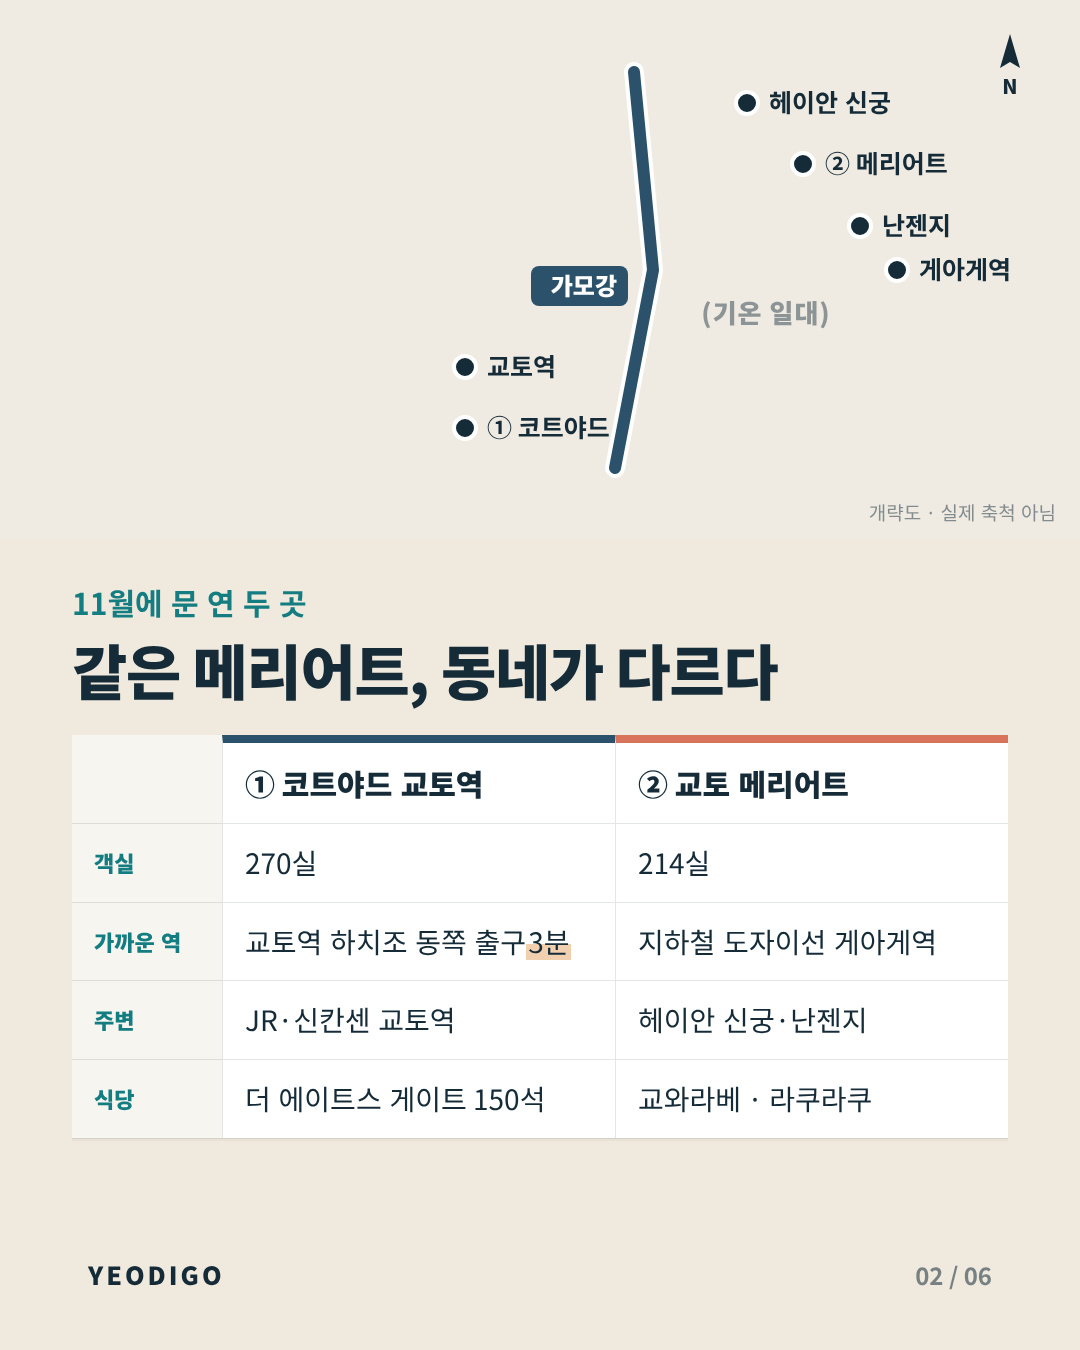 N
헤이안 신궁
② 메리어트
난젠지
게아게역
가모강
(기온 일대)
교토역
① 코트야드
개략도 · 실제 축척 아님
11월에 문 연 두 곳
같은 메리어트, 동네가 다르다
① 코트야드 교토역
② 교토 메리어트
객실
270실
214실
가까운 역
교토역 하치조 동쪽 출구 3분
지하철 도자이선 게아게역
주변
JR·신칸센 교토역
헤이안 신궁·난젠지
식당
더 에이트스 게이트 150석
교와라베 · 라쿠라쿠
YEODIGO
02 / 06